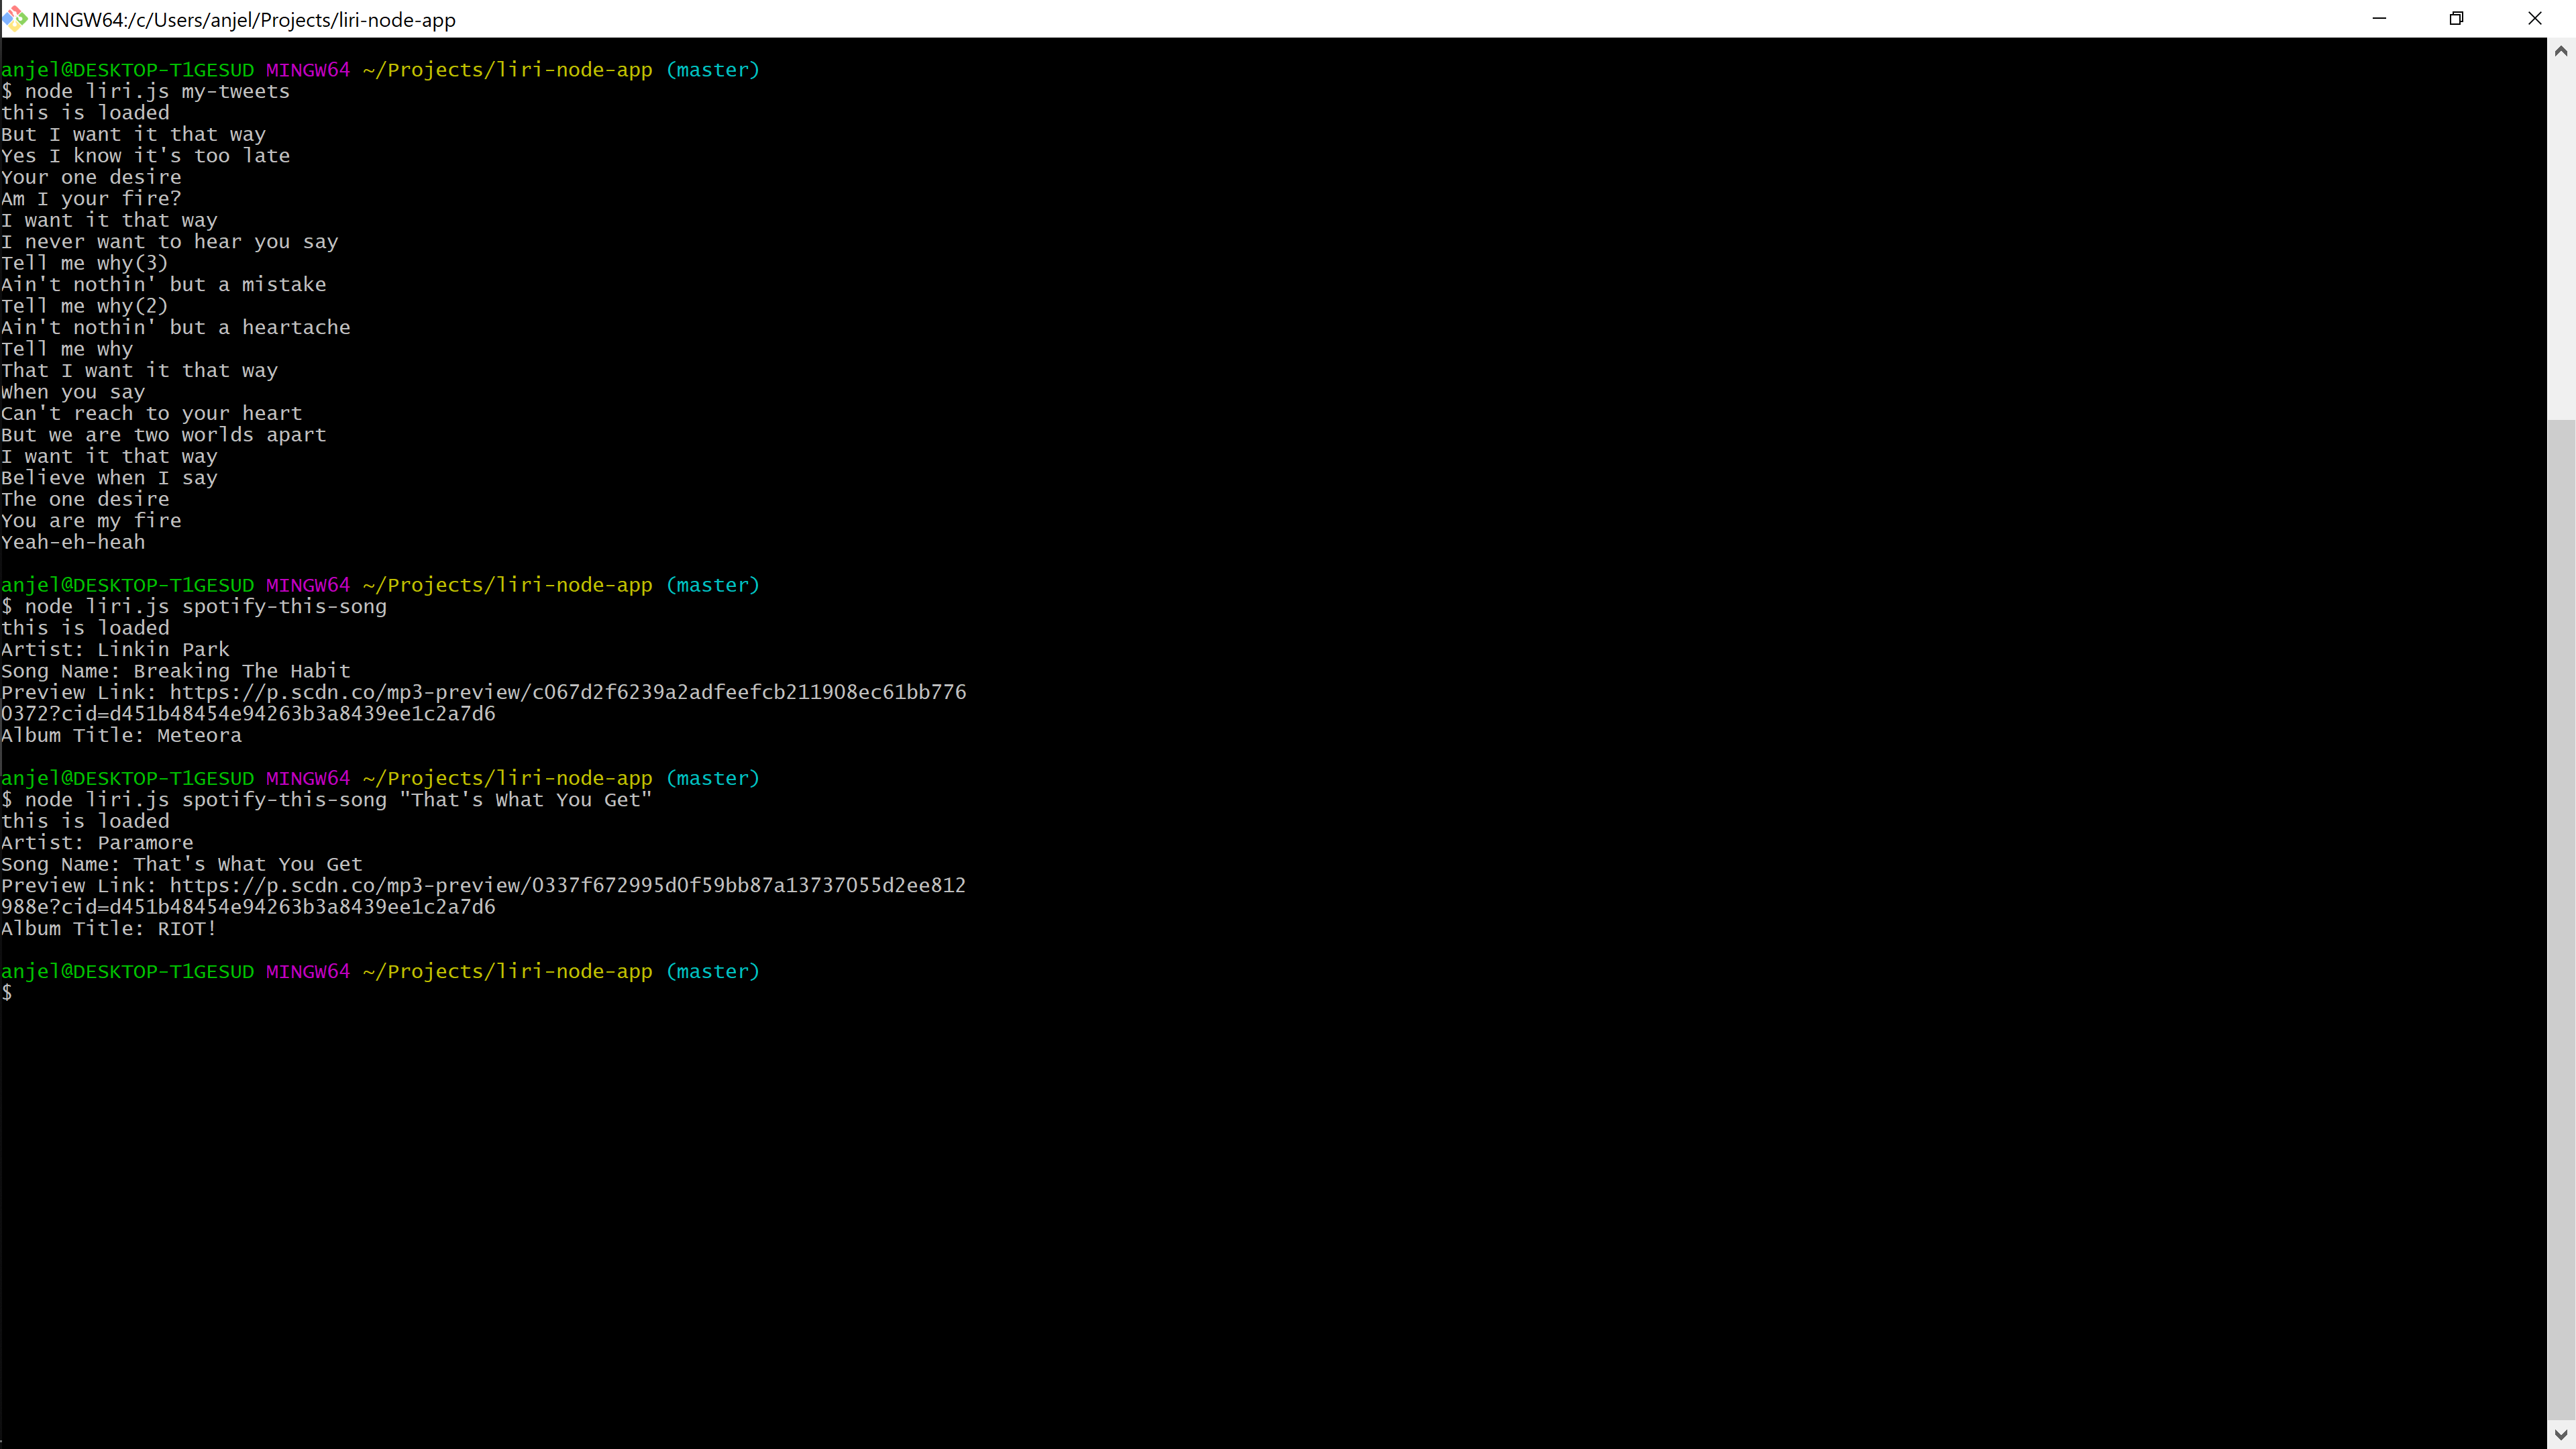 MINGW64:/c/Users/anjel/Projects/liri-node-app
anjel@DESKTOP-T1GESUD MINGW64 ~/Projects/liri-node-app (master)
$ node liri.js my-tweets
this is loaded
But I want it that way
Yes I know it's too late
Your one desire
Am I your fire?
I want it that way
I never want to hear you say
Tell me why(3)
Ain't nothin' but a mistake
Tell me why(2)
Ain't nothin' but a heartache
Tell me why
That I want it that way
When you say
Can't reach to your heart
But we are two worlds apart
I want it that way
Believe when I say
The one desire
You are my fire
Yeah-eh-heah
anjel@DESKTOP-T1GESUD MINGW64 ~/Projects/liri-node-app (master)
$ node liri.js spotify-this-song
this is loaded
Artist: Linkin Park
Song Name: Breaking The Habit
Preview Link: https://p.scdn.co/mp3-preview/c067d2f6239a2adfeefcb211908ec61bb776
0372?cid=d451b48454e94263b3a8439ee1c2a7d6
Album Title: Meteora
anjel@DESKTOP-T1GESUD MINGW64 ~/Projects/liri-node-app (master)
$ node liri.js spotify-this-song "That's What You Get"
this is loaded
Artist: Paramore
Song Name: That's What You Get
Preview Link: https://p.scdn.co/mp3-preview/0337f672995d0f59bb87a13737055d2ee812
988e?cid=d451b48454e94263b3a8439ee1c2a7d6
Album Title: RIOT!
anjel@DESKTOP-T1GESUD MINGW64 ~/Projects/liri-node-app (master)
$